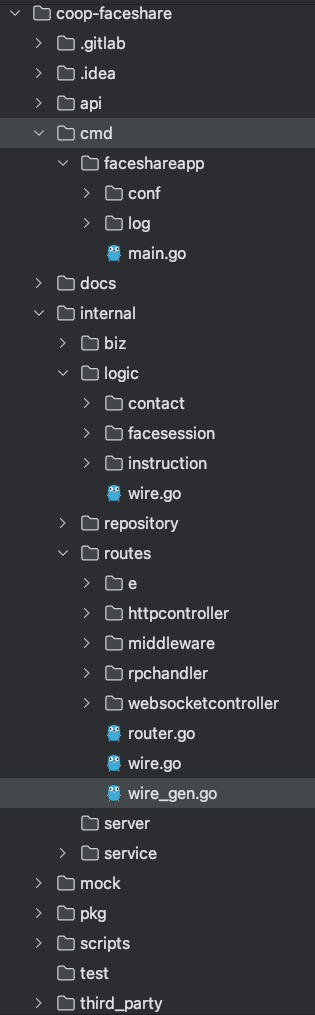 coop-faceshare
.gitlab
.idea
api
cmd
faceshareapp
conf
log
main.go
docs
internal
biz
logic
contact
facesession
instruction
wire.go
repository
routes
e
httpcontroller
middleware
rpchandler
websocketcontroller
router.go
wire.go
wire_gen.go
server
service
mock
pkg
scripts
test
third_party